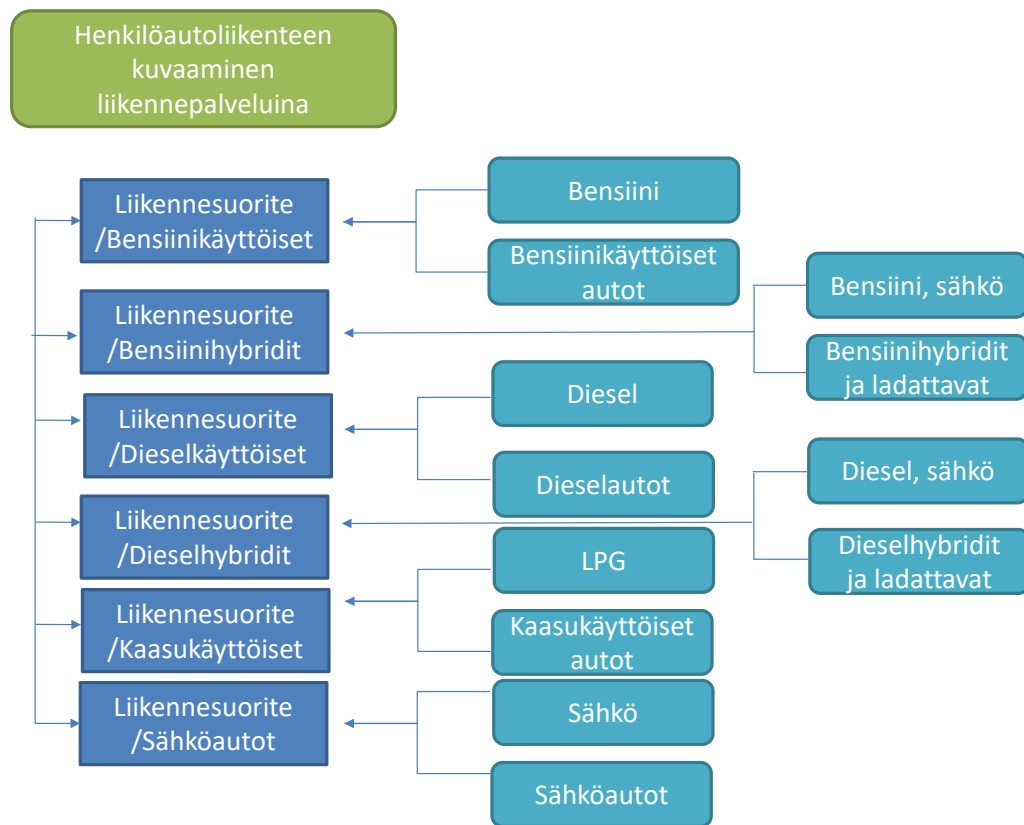 Henkilöautoliikenteen
kuvaaminen
liikennepalveluina
Liikennesuorite
/Bensiinikäyttöiset
Bensiini
Bensiinikäyttöiset
autot
Liikennesuorite
/Bensiinihybridit
Bensiini, sähkö
Bensiinihybridit
ja ladattavat
Liikennesuorite
/Dieselkäyttöiset
Diesel
Dieselautot
Liikennesuorite
/Dieselhybridit
Diesel, sähkö
Dieselhybridit
ja ladattavat
Liikennesuorite
/Kaasukäyttöiset
LPG
Kaasukäyttöiset
autot
Liikennesuorite
/Sähköautot
Sähkö
Sähköautot